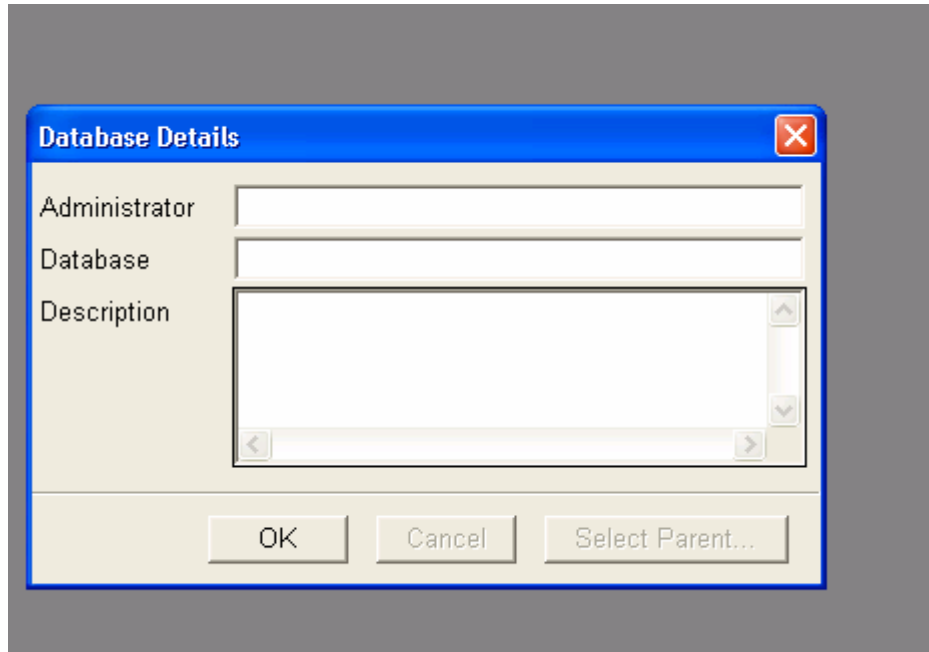 Database Details
Administrator
Database
Description
OK Cancel Select Parent...